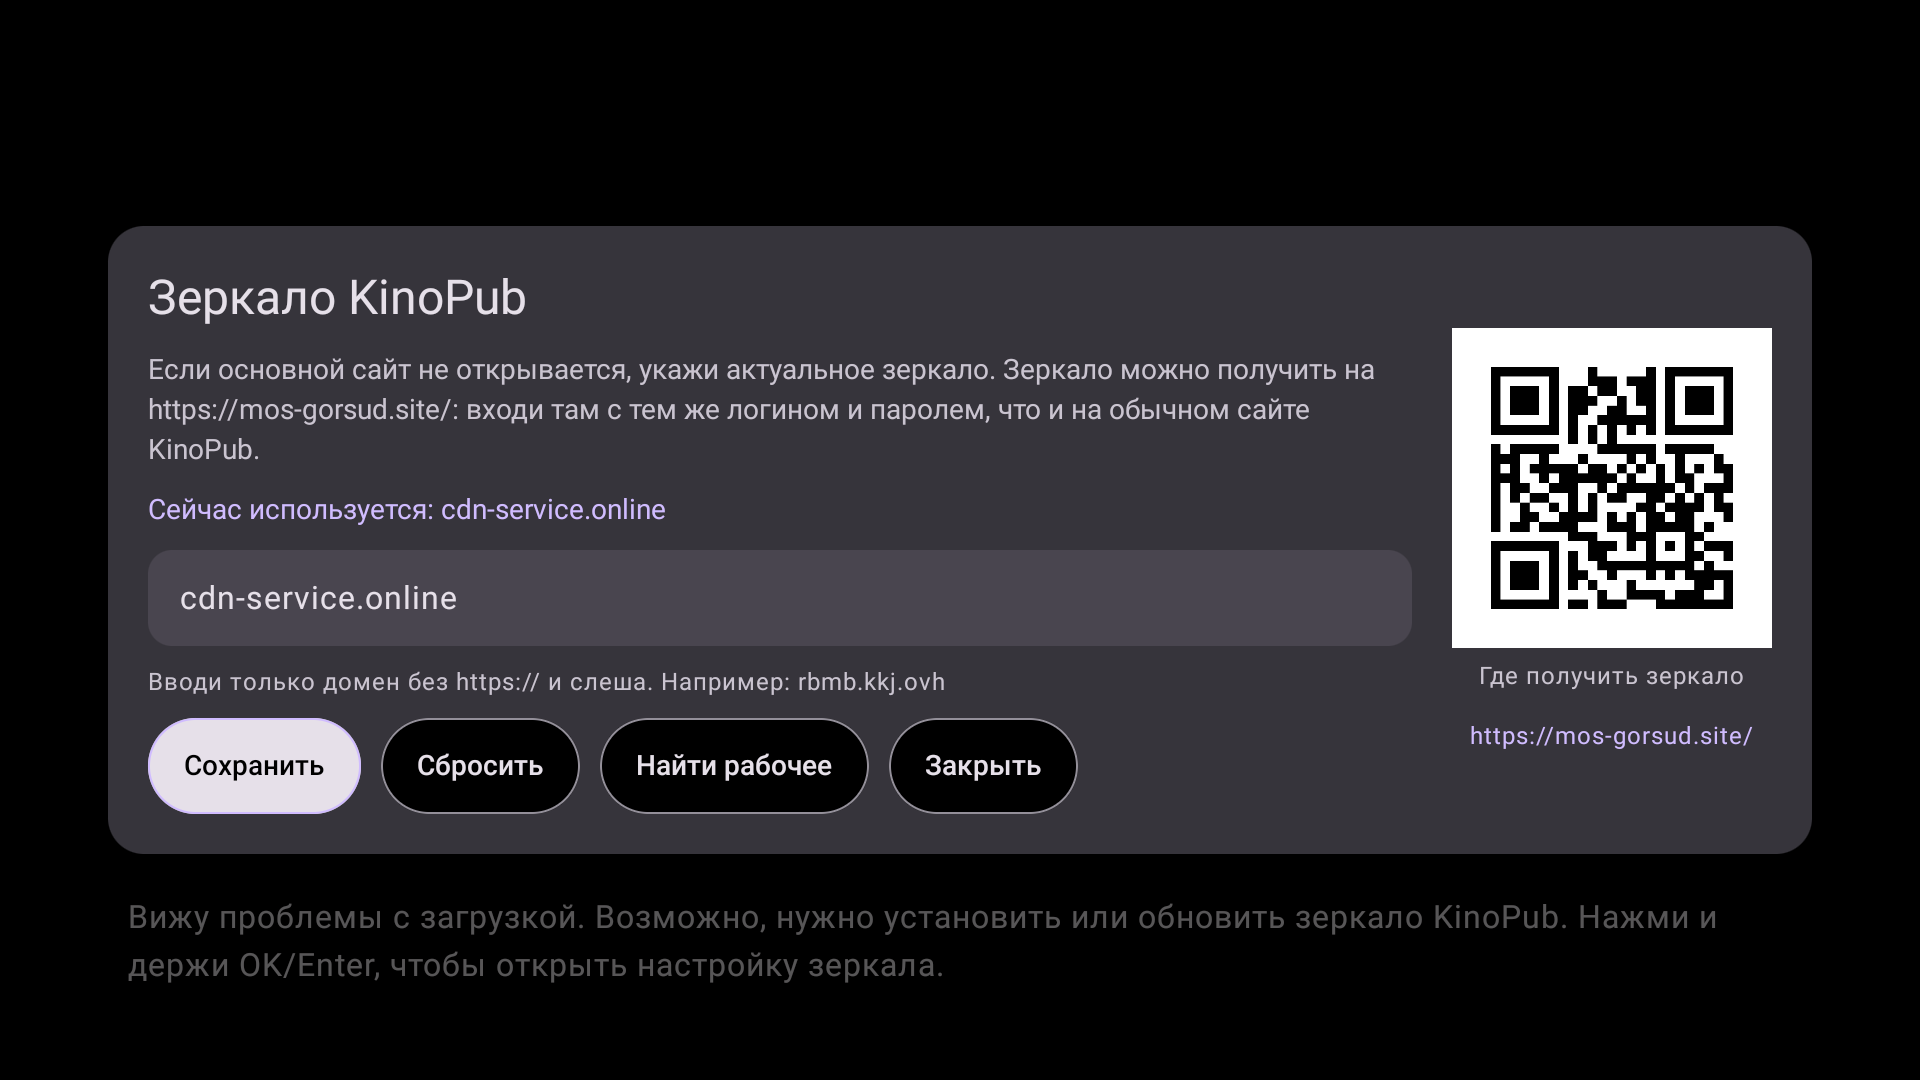 Зеркало KinoPub
Если основной сайт не открывается, укажи актуальное зеркало. Зеркало можно получить на
https://mos-gorsud.site/: входи там с тем же логином и паролем, что и на обычном сайте
KinoPub.
Сейчас используется: cdn-service.online
cdn-service.online
Вводи только домен без https:// и слеша. Например: rbmb.kkj.ovh
Сохранить
Сбросить
Найти рабочее
Закрыть
Где получить зеркало
https://mos-gorsud.site/
Вижу проблемы с загрузкой. Возможно, нужно установить или обновить зеркало KinoPub. Нажми и
держи OK/Enter, чтобы открыть настройку зеркала.